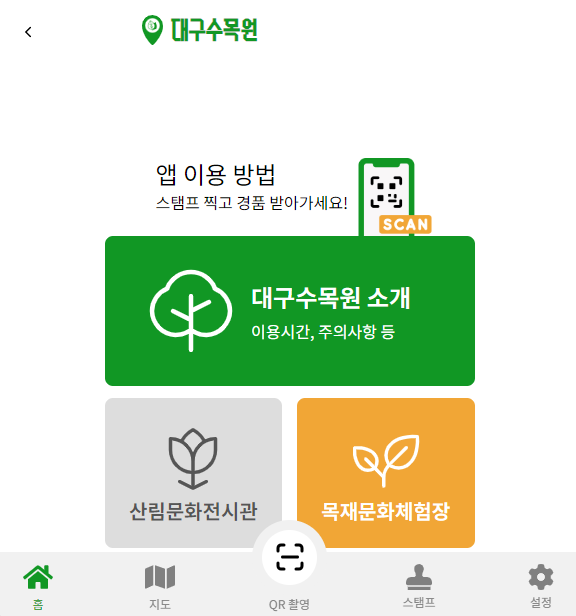 대구수목원
앱 이용 방법
스탬프 찍고 경품 받아가세요!
SCAN
대구수목원 소개
이용시간, 주의사항 등
산림문화전시관
목재문화체험장
홈
지도
QR 촬영
스탬프
설정